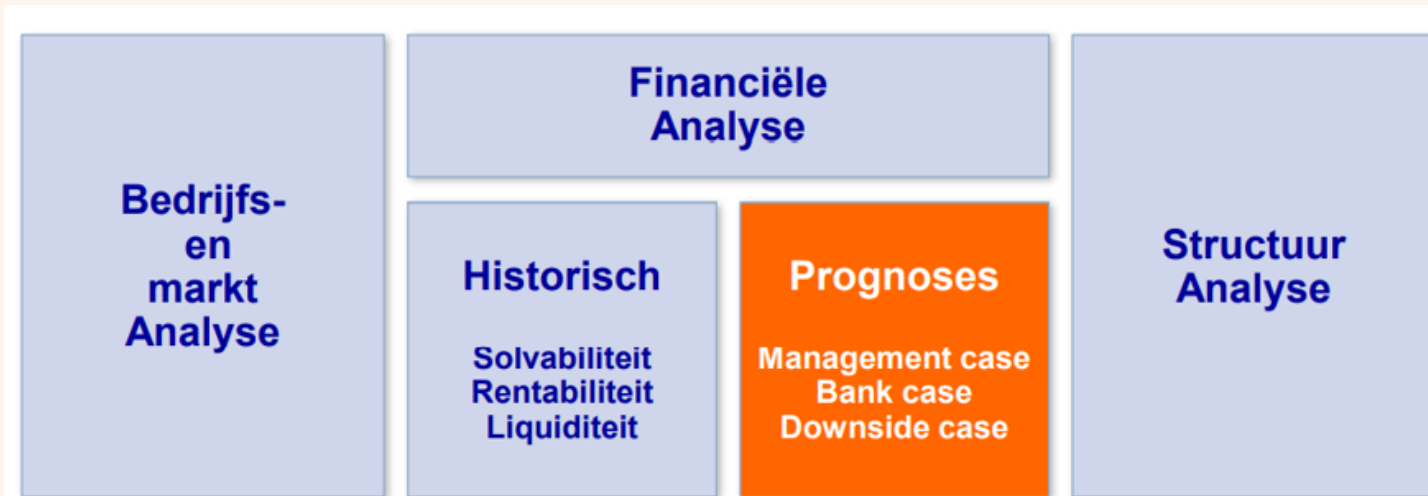 Bedrijfs-
en
markt
Analyse
Financiële
Analyse
Historisch
Solvabiliteit
Rentabiliteit
Liquiditeit
Prognoses
Management case
Bank case
Downside case
Structuur
Analyse